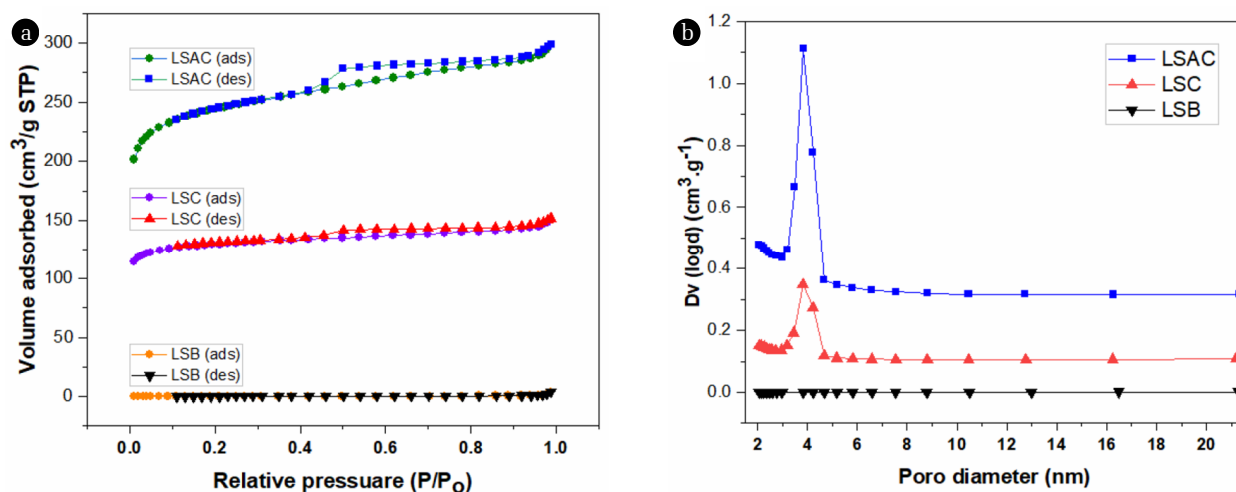 a
300
250
200
150
100
50
0
Volume adsorbed (cm³/g STP)
LSAC (ads)
LSAC (des)
LSC (ads)
LSC (des)
LSB (ads)
LSB (des)
0.0 0.2 0.4 0.6 0.8 1.0
Relative pressuare (P/P_O)
b
1.2
1.0
0.8
0.6
0.4
0.2
0.0
Dv (logd) (cm³.g⁻¹)
LSAC
LSC
LSB
2 4 6 8 10 12 14 16 18 20
Poro diameter (nm)